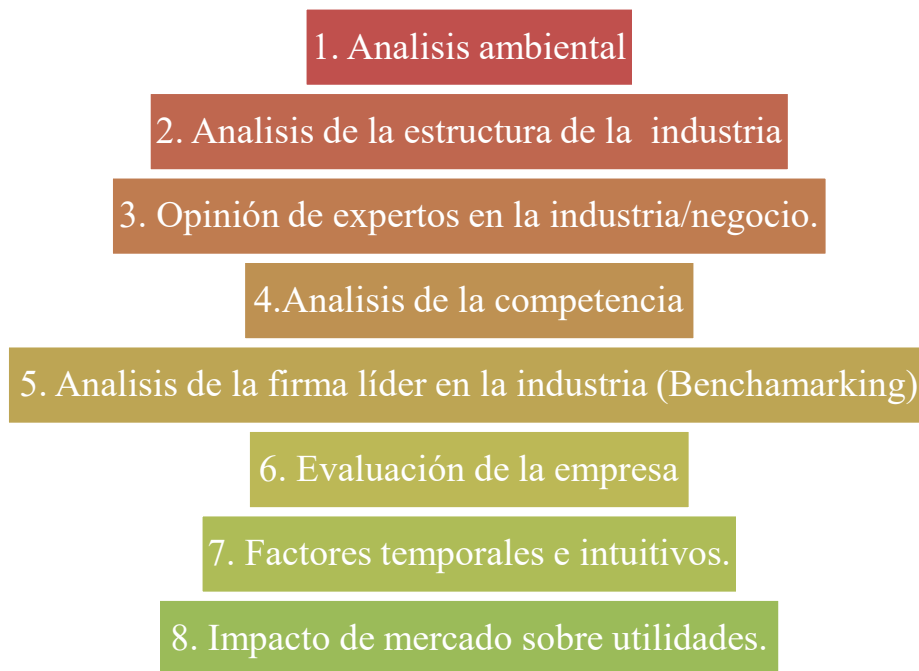 1. Analisis ambiental
2. Analisis de la estructura de la industria
3. Opinión de expertos en la industria/negocio.
4.Analisis de la competencia
5. Analisis de la firma líder en la industria (Benchamarking)
6. Evaluación de la empresa
7. Factores temporales e intuitivos.
8. Impacto de mercado sobre utilidades.